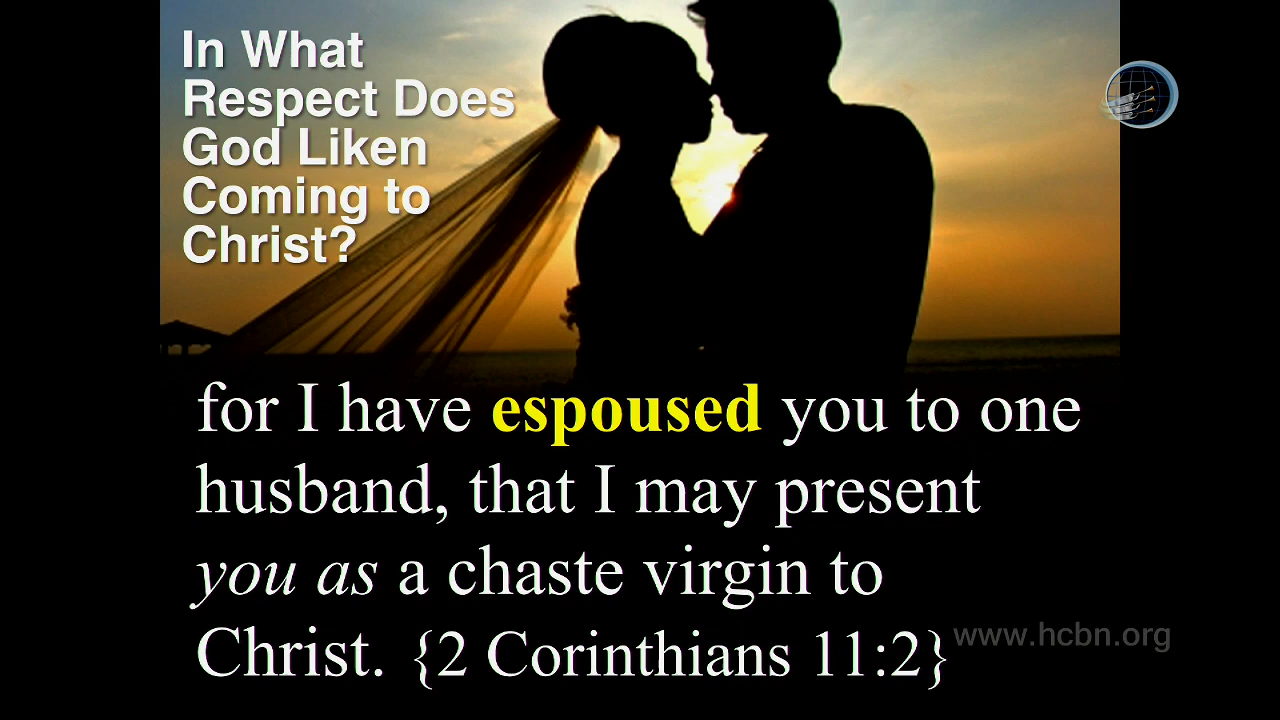 In What
Respect Does
God Liken
Coming to
Christ?
for I have espoused you to one
husband, that I may present
you as a chaste virgin to
Christ. {2 Corinthians 11:2}
www.hcbn.org